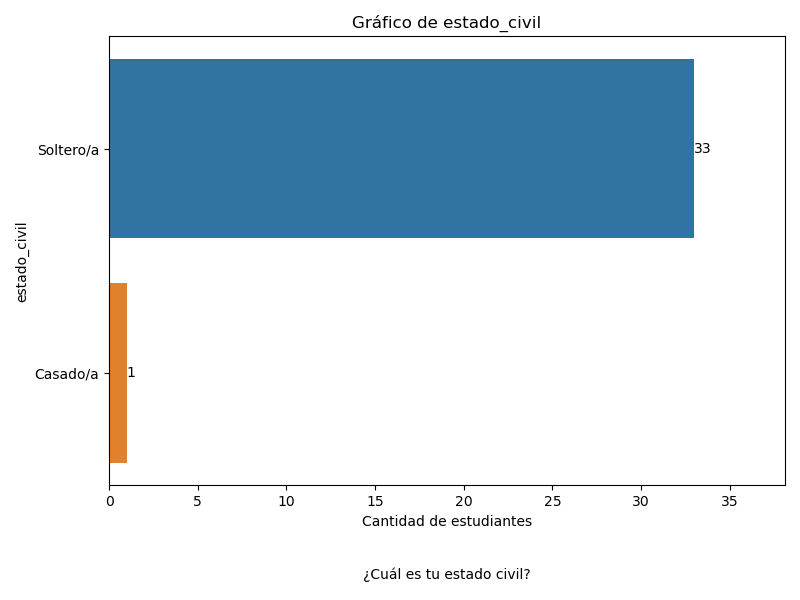 Gráfico de estado_civil
estado_civil
Soltero/a
33
Casado/a
1
0 5 10 15 20 25 30 35
Cantidad de estudiantes
¿Cuál es tu estado civil?